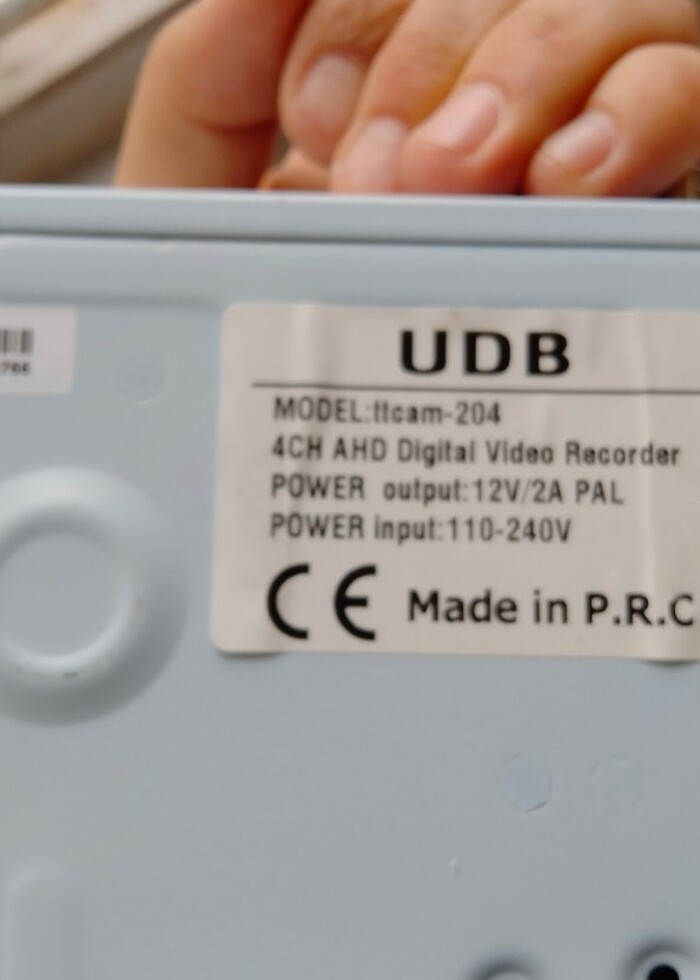 UDB
MODEL:ttcam-204
4CH AHD Digital Video Recorder
POWER output:12V/2A PAL
POWER input:110-240V
CE Made in P.R.C